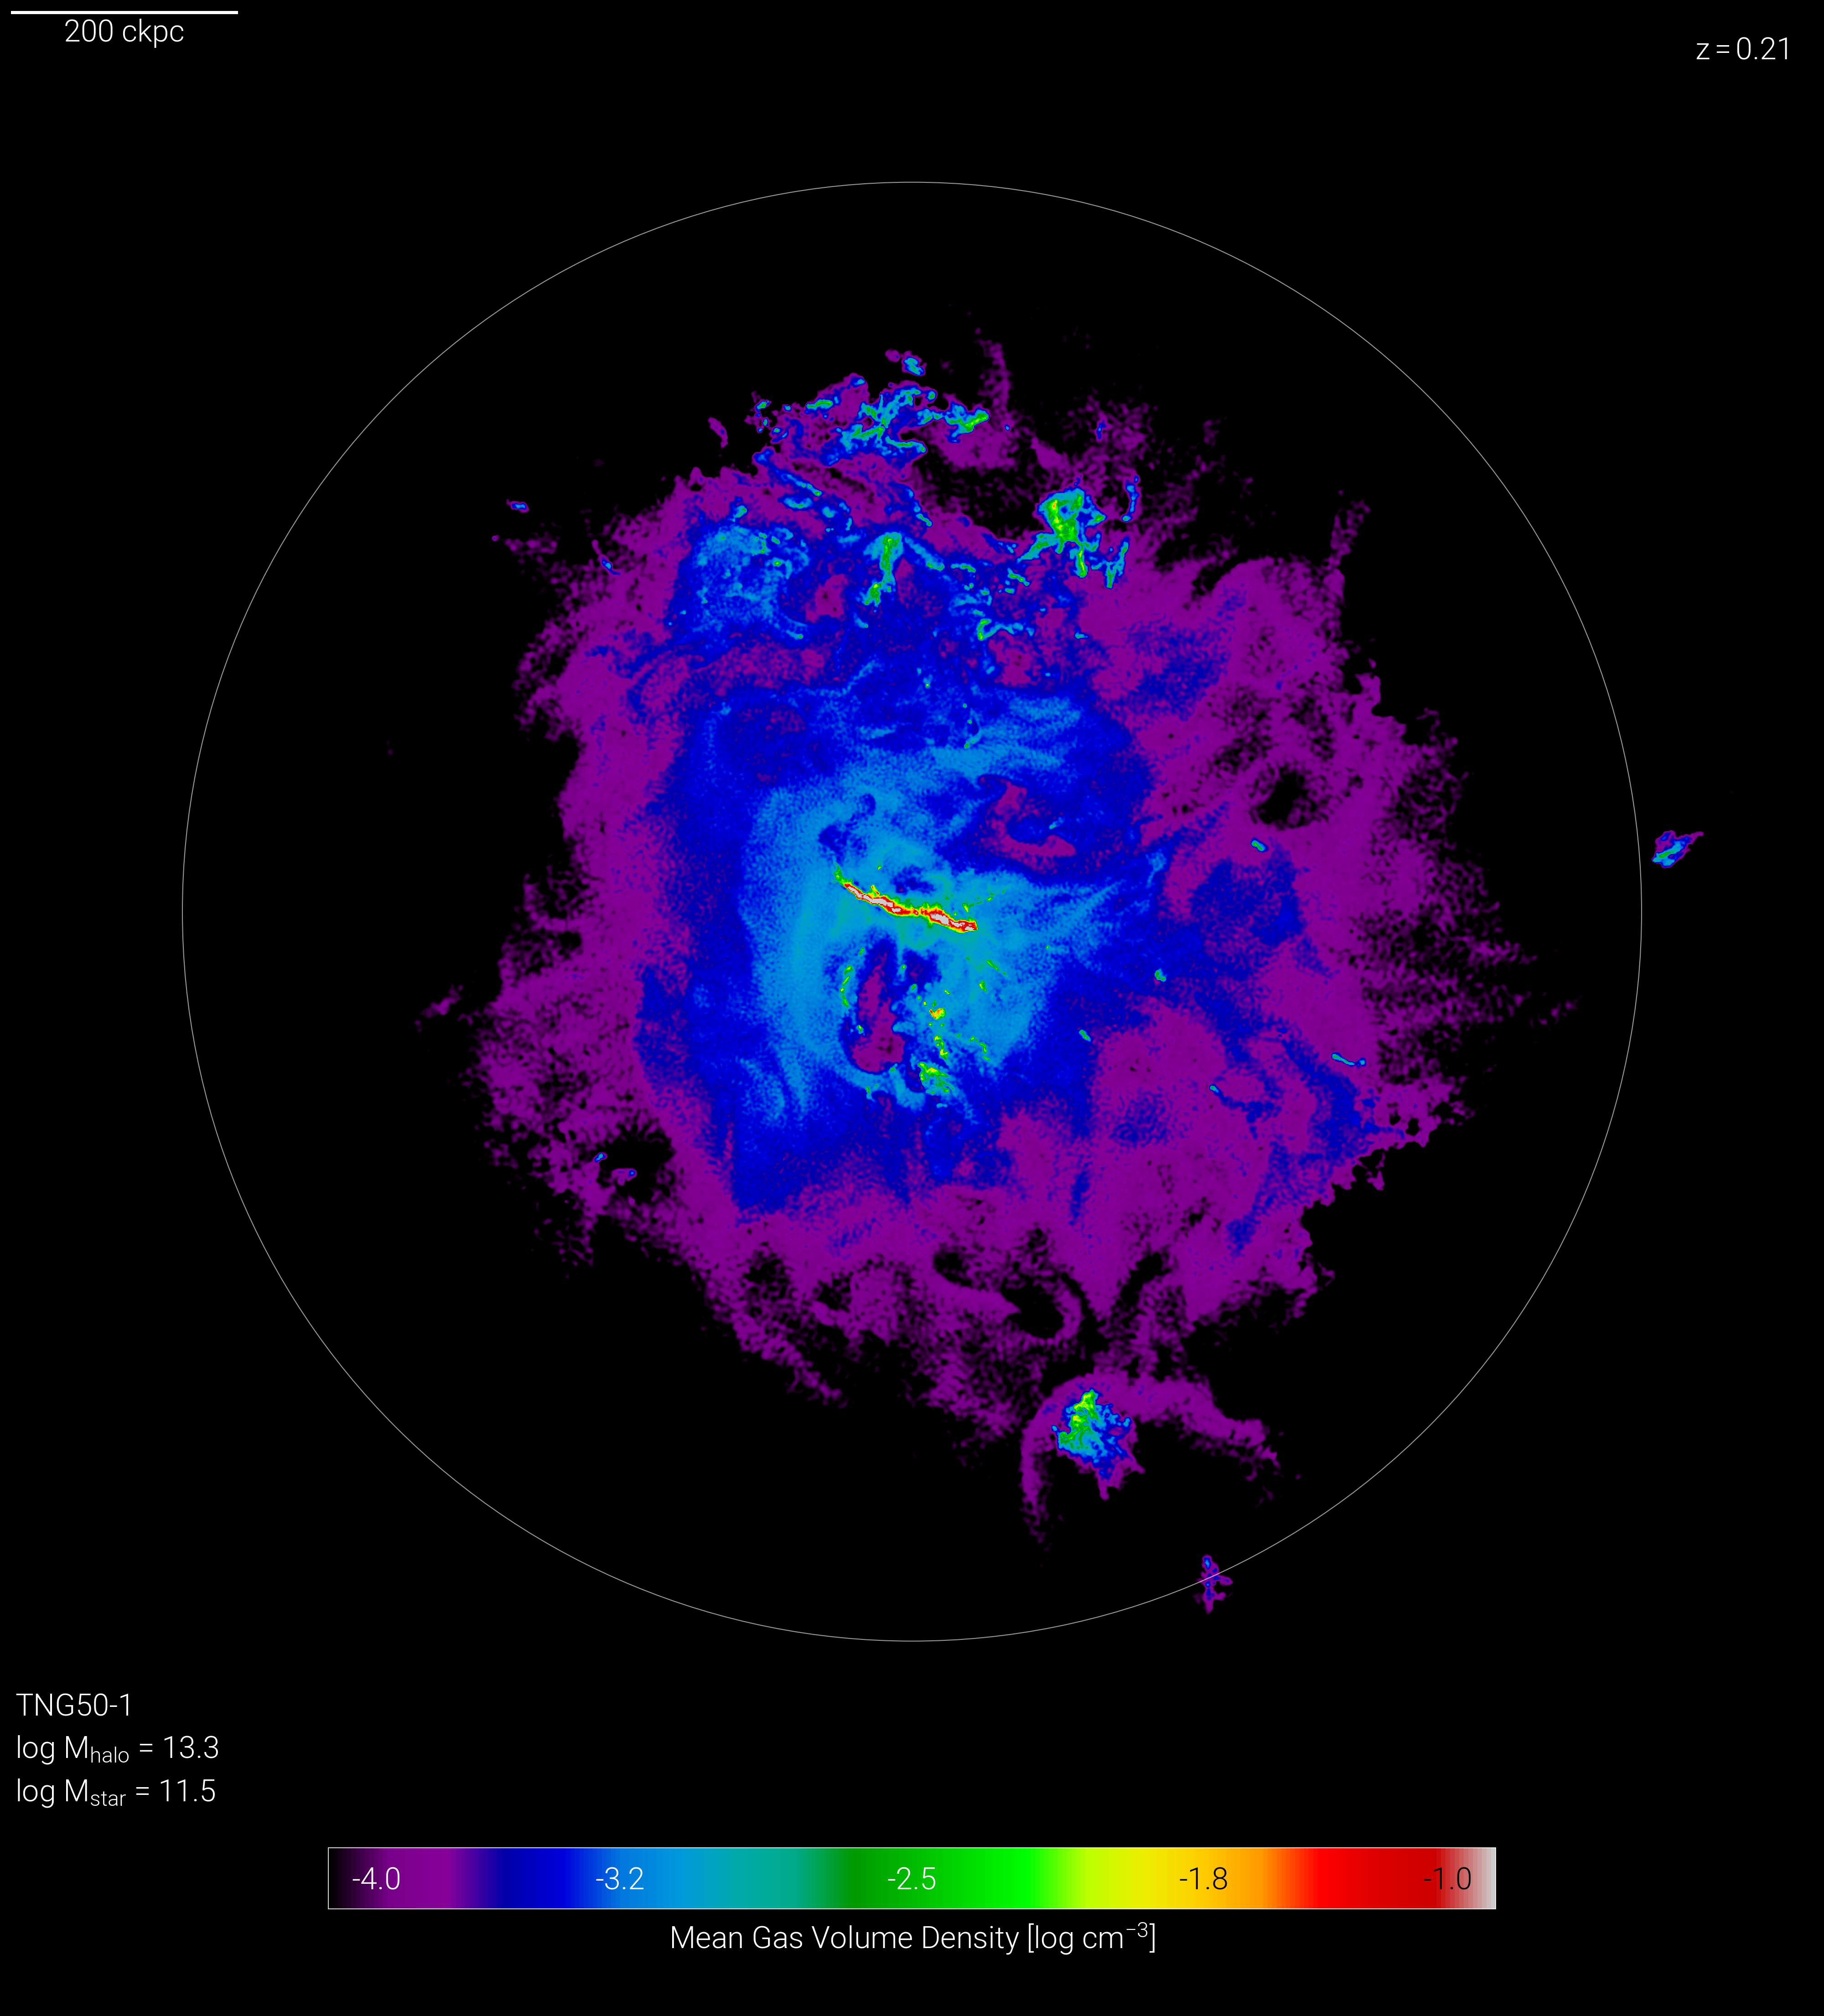 200 ckpc
z = 0.21
TNG50-1
log Mhalo = 13.3
log Mstar = 11.5
-4.0 -3.2 -2.5 -1.8 -1.0
Mean Gas Volume Density [log cm⁻³]